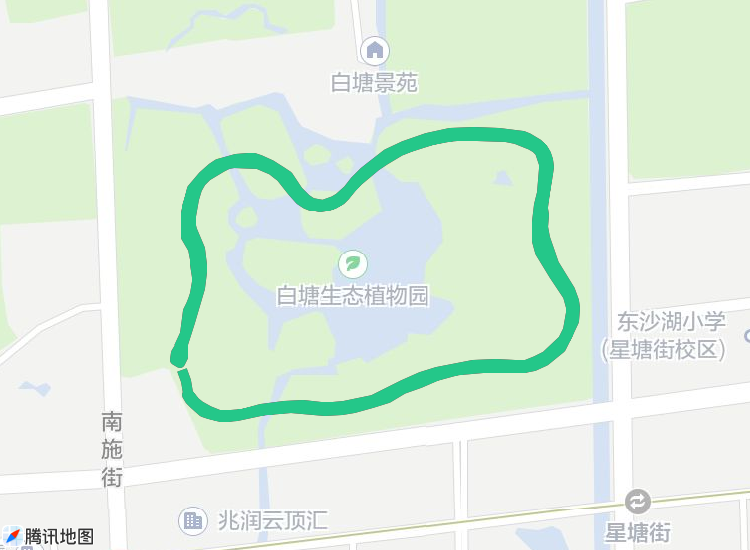 白塘景苑
白塘生态植物园
东沙湖小学
(星塘街校区)
南
施
街
兆润云顶汇
星塘街
腾讯地图